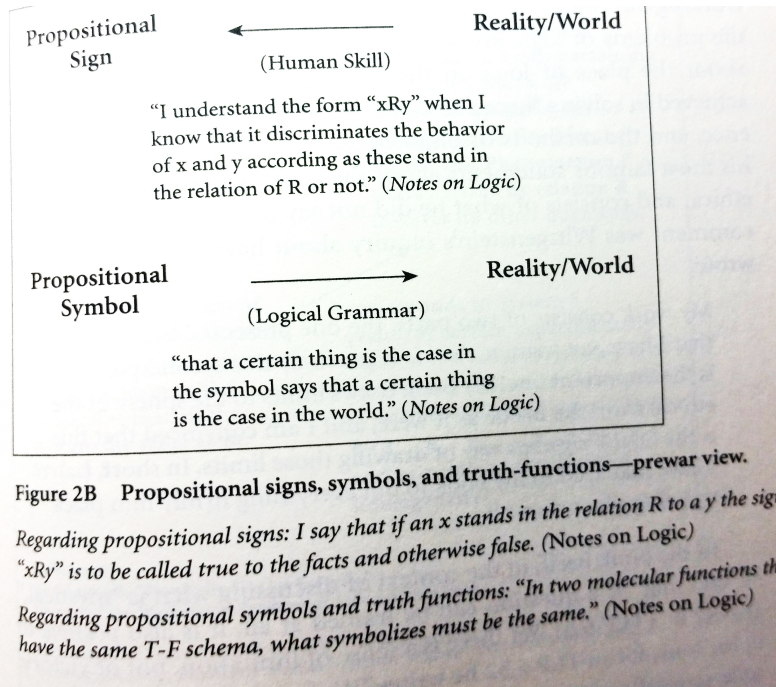 Propositional Sign
Reality/World
(Human Skill)
“I understand the form “xRy” when I
know that it discriminates the behavior
of x and y according as these stand in
the relation of R or not.” (Notes on Logic)
Propositional Symbol
Reality/World
(Logical Grammar)
“that a certain thing is the case in
the symbol says that a certain thing
is the case in the world.” (Notes on Logic)
Figure 2B Propositional signs, symbols, and truth-functions—prewar view.
Regarding propositional signs: I say that if an x stands in the relation R to a y the
“xRy” is to be called true to the facts and otherwise false. (Notes on Logic)
Regarding propositional symbols and truth functions: “In two molecular functions
have the same T-F schema, what symbolizes must be the same.” (Notes on Logic)